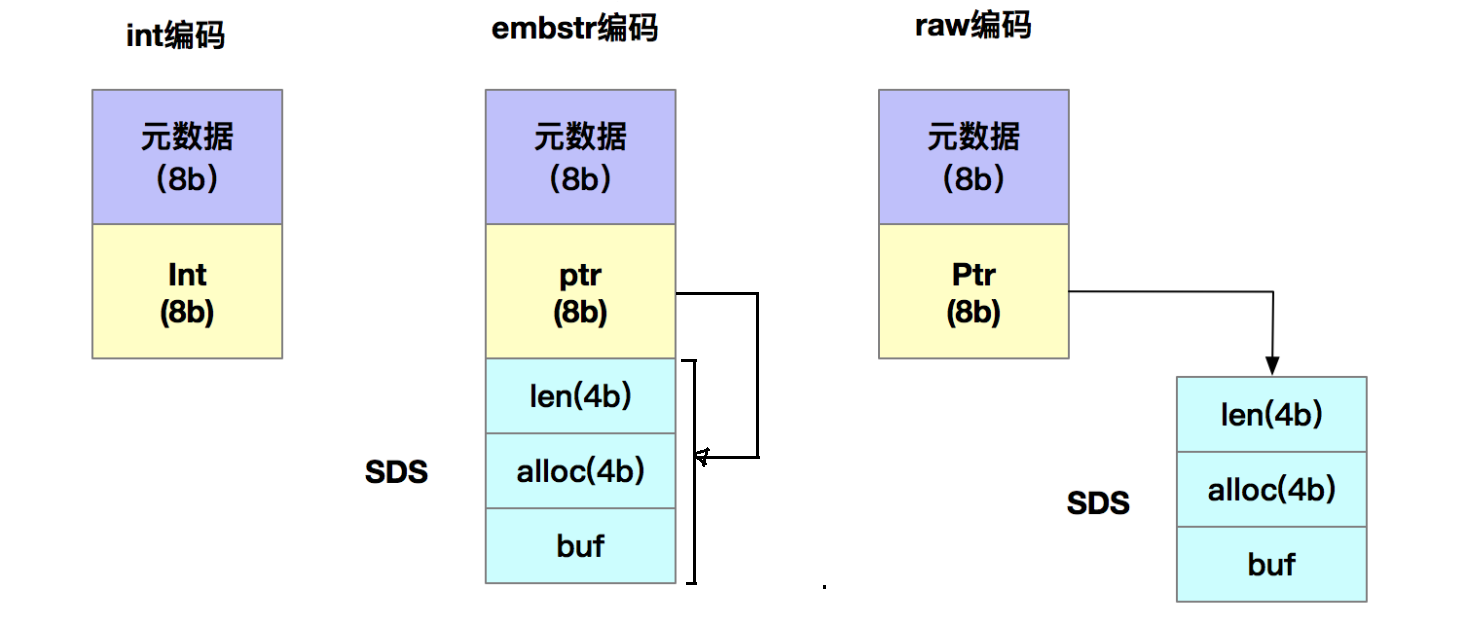 int编码
元数据
（8b）
Int
(8b)
embstr编码
元数据
（8b）
ptr
(8b)
len(4b)
alloc(4b)
buf
SDS
raw编码
元数据
（8b）
Ptr
(8b)
len(4b)
alloc(4b)
buf
SDS